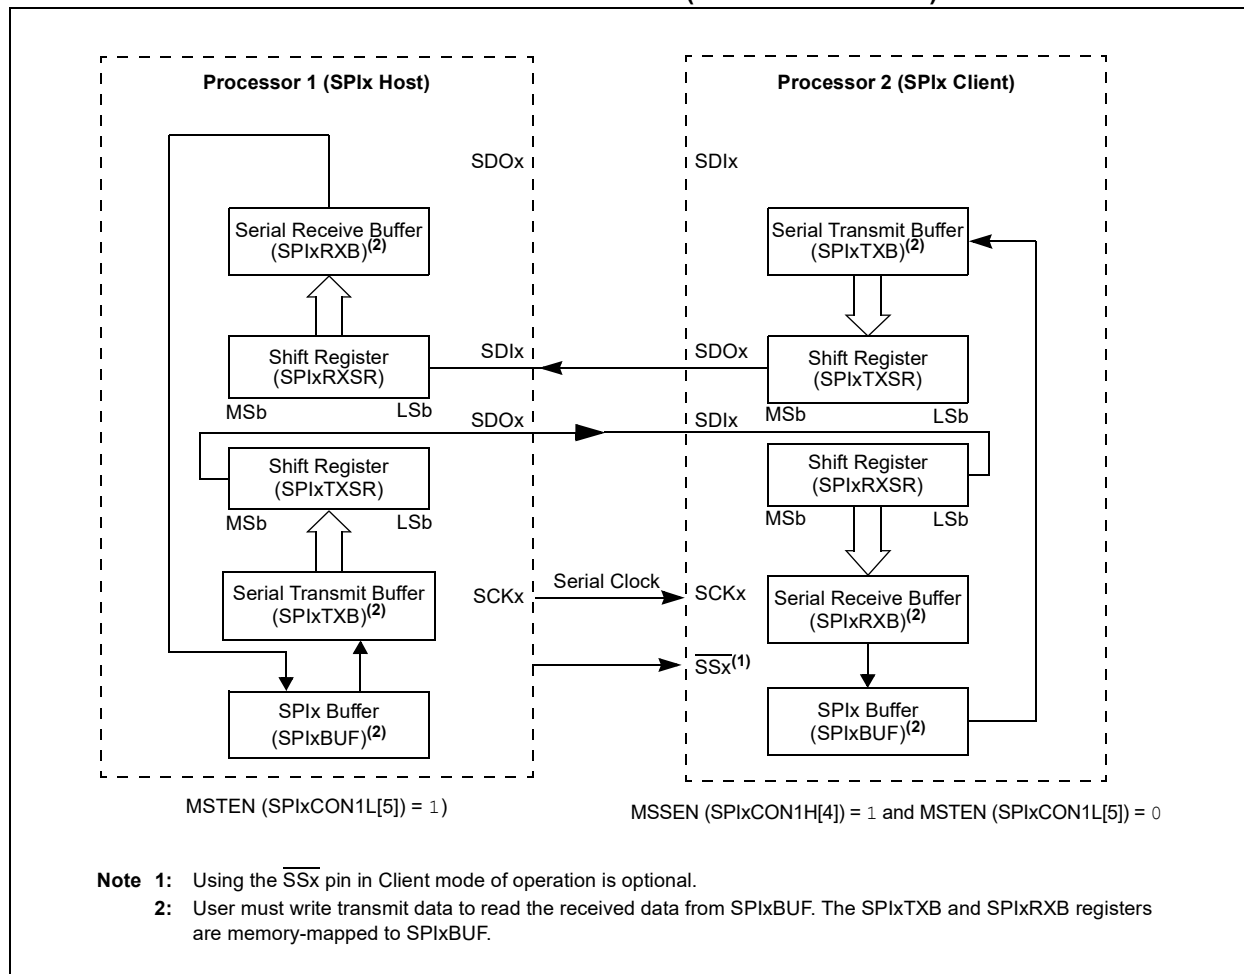 Processor 1 (SPIx Host)
SDOx
Serial Receive Buffer
(SPIxRXB)(2)
Shift Register
(SPIxRXSR)
SDIx
MSb
LSb
SDOx
Shift Register
(SPIxTXSR)
MSb
LSb
Serial Transmit Buffer
(SPIxTXB)(2)
SCKx
Serial Clock
SPIx Buffer
(SPIxBUF)(2)
MSTEN (SPIxCON1L[5]) = 1)
Processor 2 (SPIx Client)
SDIx
Serial Transmit Buffer
(SPIxTXB)(2)
SDOx
Shift Register
(SPIxTXSR)
MSb
LSb
SDIx
Shift Register
(SPIxRXSR)
MSb
LSb
SCKx
Serial Receive Buffer
(SPIxRXB)(2)
SSx(1)
SPIx Buffer
(SPIxBUF)(2)
MSSEN (SPIxCON1H[4]) = 1 and MSTEN (SPIxCON1L[5]) = 0
Note 1: Using the SSx pin in Client mode of operation is optional.
2: User must write transmit data to read the received data from SPIxBUF. The SPIxTXB and SPIxRXB registers
are memory-mapped to SPIxBUF.